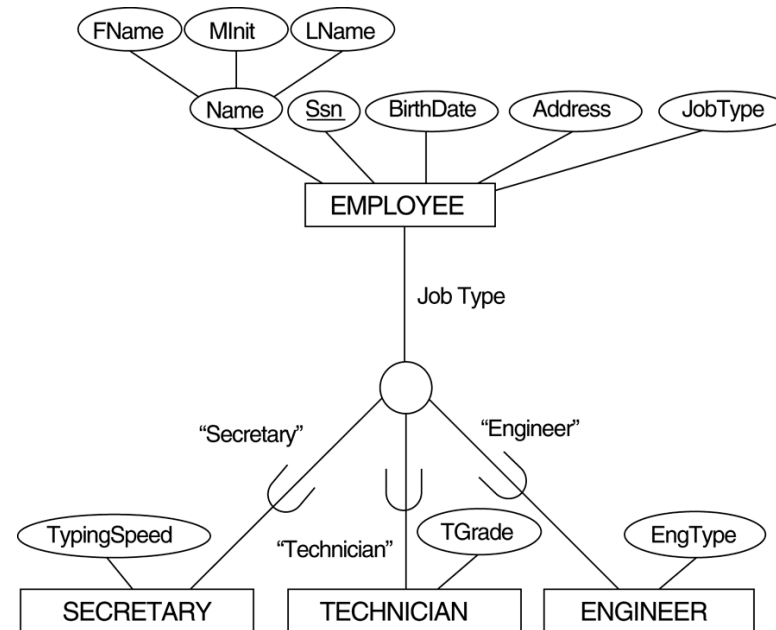 FName MInit LName
Name Ssn BirthDate Address JobType
EMPLOYEE
Job Type
“Secretary” “Engineer”
TypingSpeed “Technician” TGrade EngType
SECRETARY TECHNICIAN ENGINEER